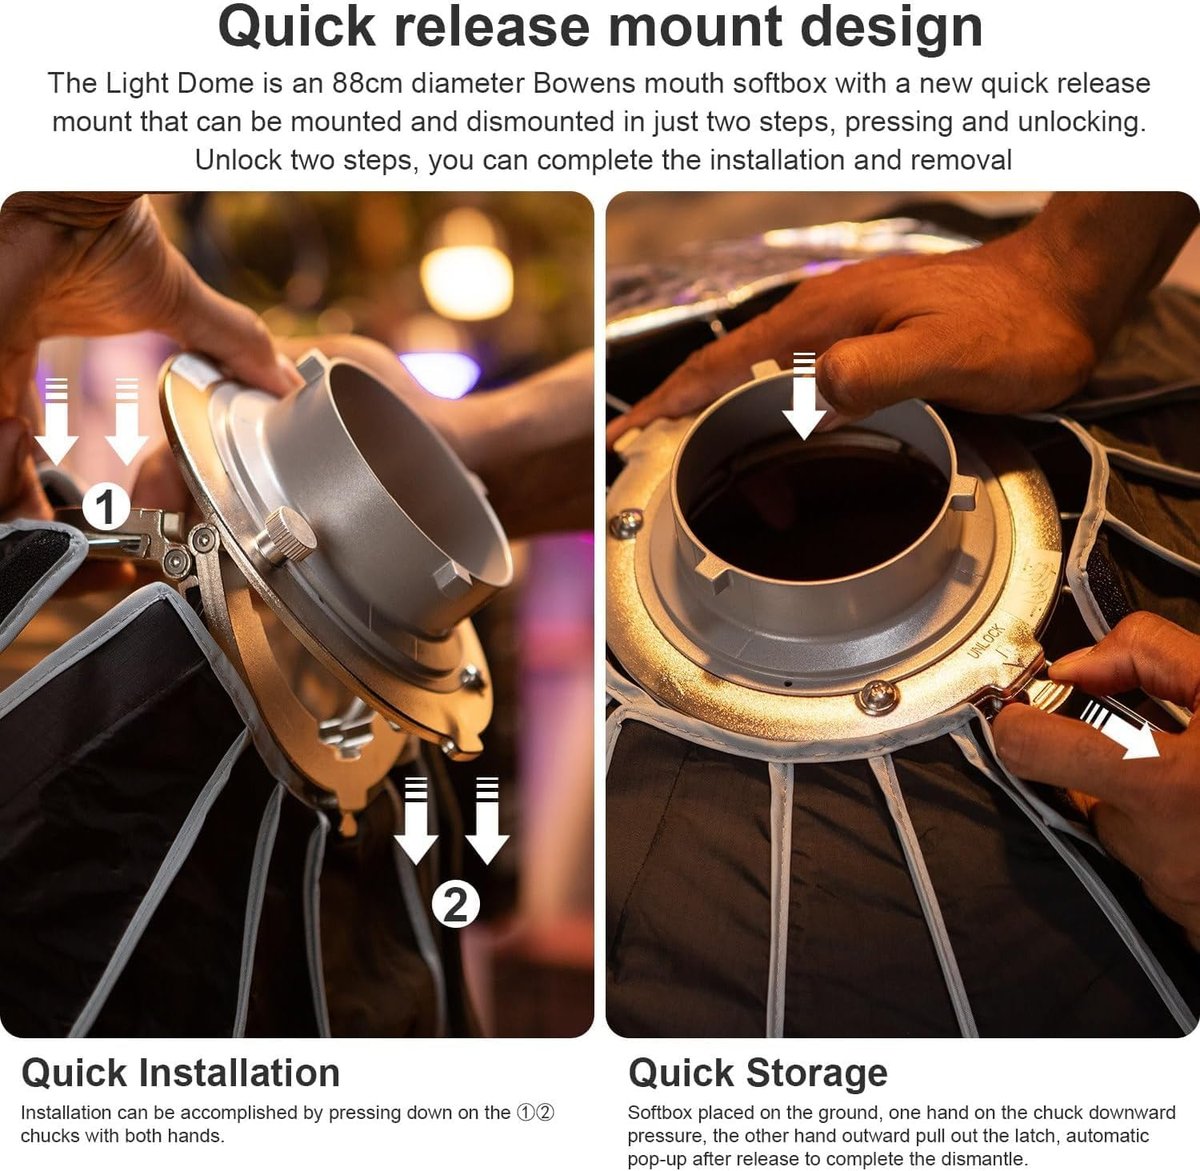 Quick release mount design
The Light Dome is an 88cm diameter Bowens mouth softbox with a new quick release
mount that can be mounted and dismounted in just two steps, pressing and unlocking.
Unlock two steps, you can complete the installation and removal
1
2
UNLOCK
Quick Installation
Installation can be accomplished by pressing down on the ①②
chucks with both hands.
Quick Storage
Softbox placed on the ground, one hand on the chuck downward
pressure, the other hand outward pull out the latch, automatic
pop-up after release to complete the dismantle.